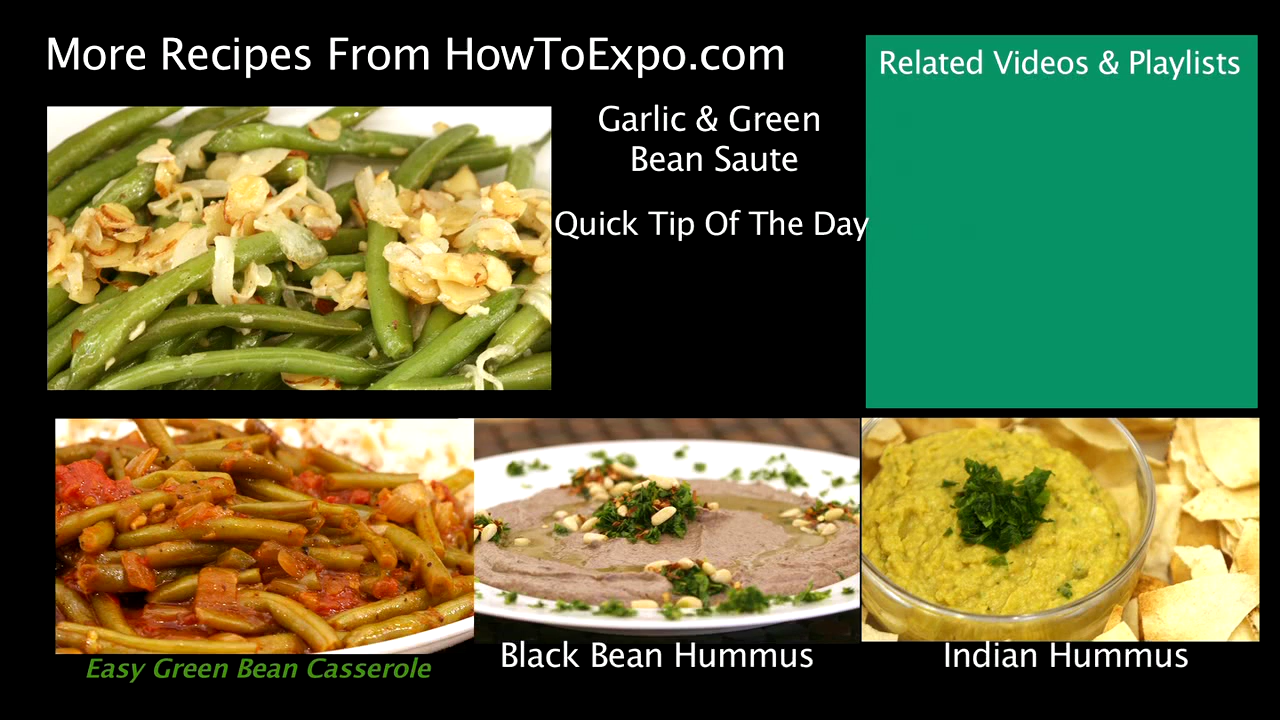 More Recipes From HowToExpo.com
Related Videos & Playlists
Garlic & Green
Bean Saute
Quick Tip Of The Day
Easy Green Bean Casserole
Black Bean Hummus
Indian Hummus